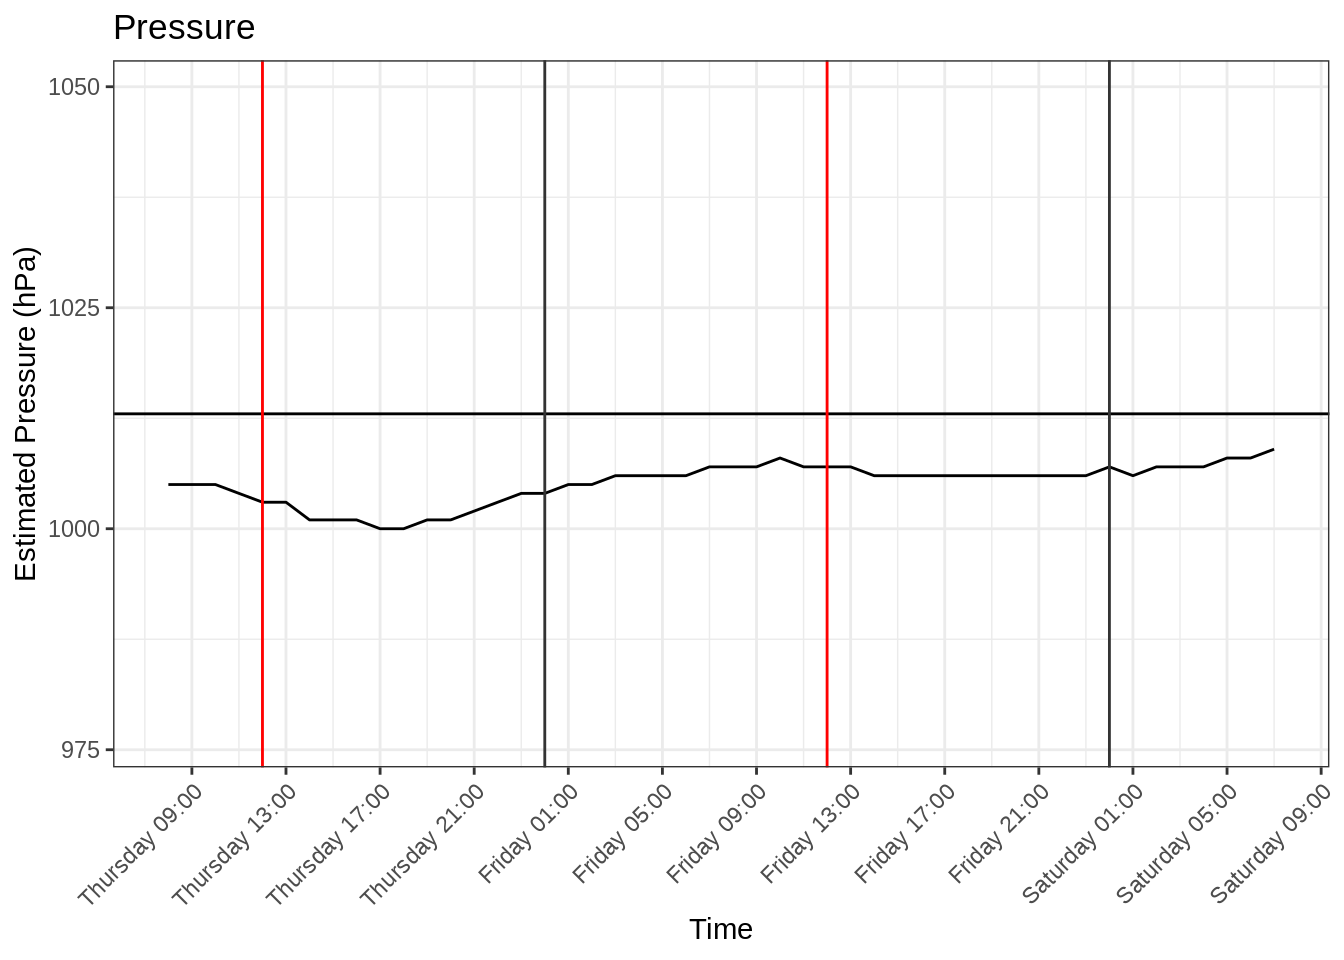 Pressure
Estimated Pressure (hPa)
1050
1025
1000
975
Thursday 09:00
Thursday 13:00
Thursday 17:00
Thursday 21:00
Friday 01:00
Friday 05:00
Friday 09:00
Friday 13:00
Friday 17:00
Friday 21:00
Saturday 01:00
Saturday 05:00
Saturday 09:00
Time